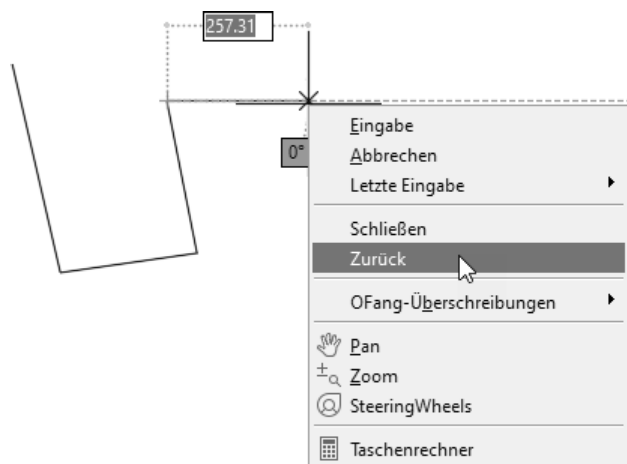 257.31
0°
Eingabe
Abbrechen
Letzte Eingabe
Schließen
Zurück
OFang-Überschreibungen
Pan
Zoom
SteeringWheels
Taschenrechner